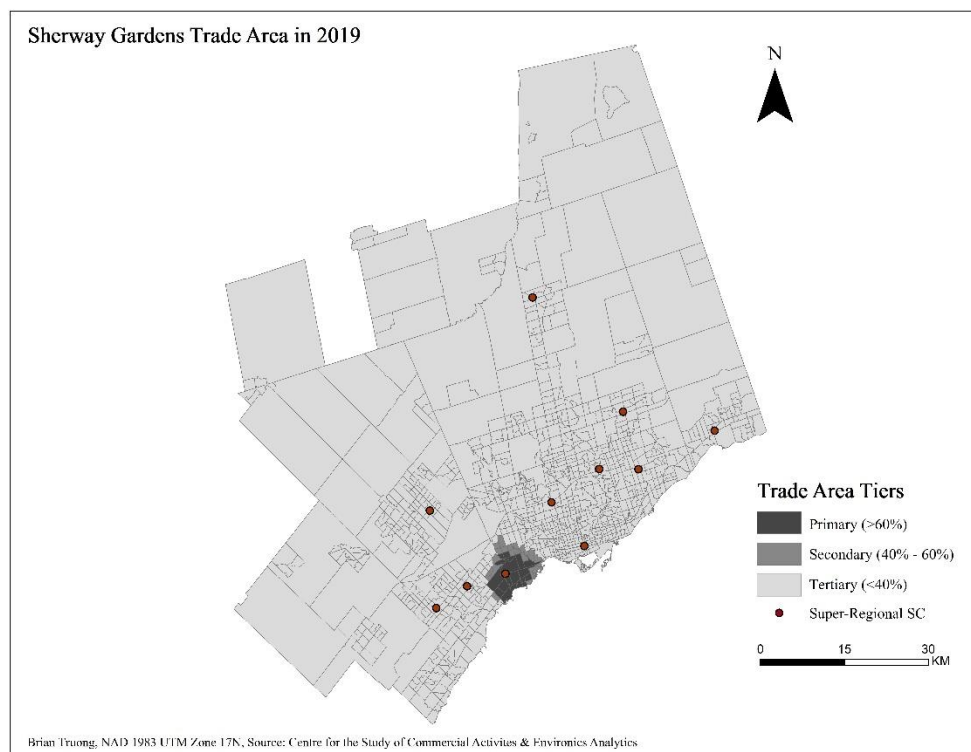 Sherway Gardens Trade Area in 2019
N
Trade Area Tiers
Primary (>60%)
Secondary (40% - 60%)
Tertiary (<40%)
Super-Regional SC
0 15 30
KM
Brian Truong, NAD 1983 UTM Zone 17N, Source: Centre for the Study of Commercial Activites & Environics Analytics